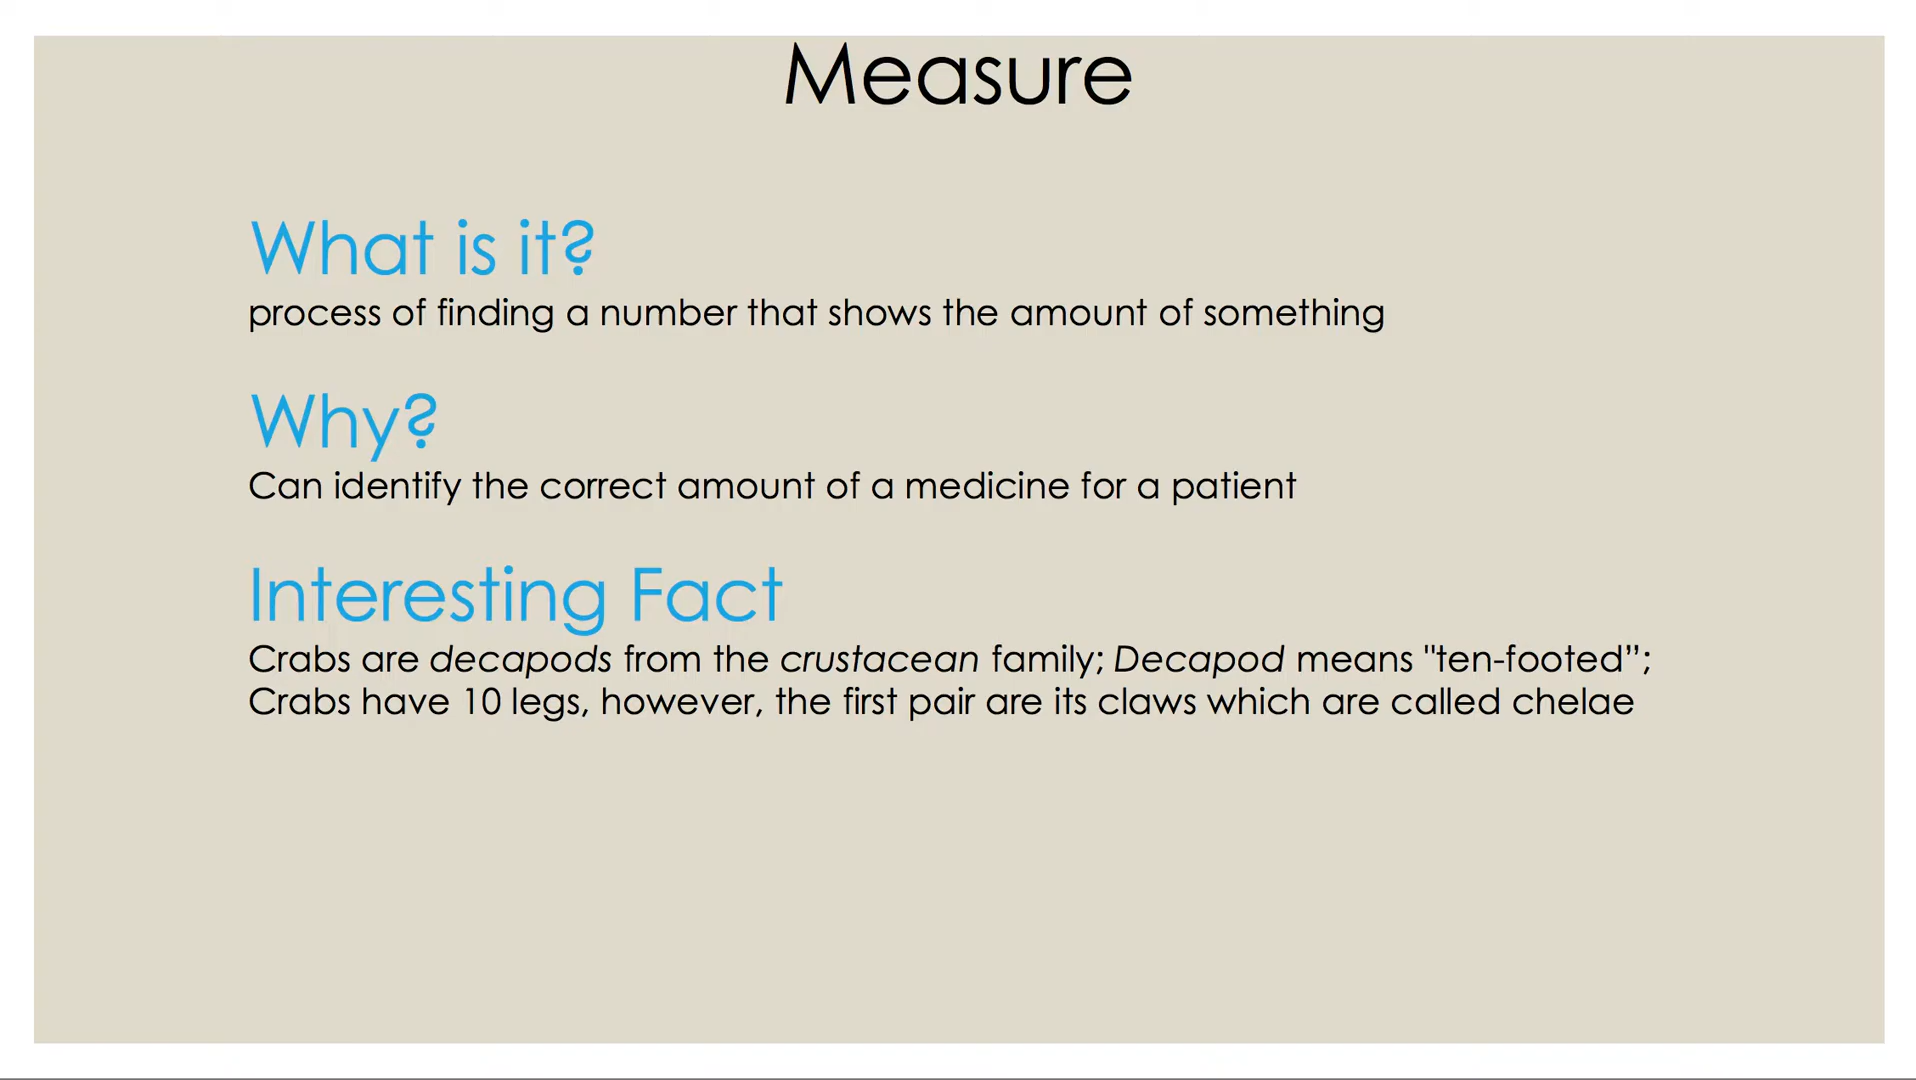 Measure
What is it?
process of finding a number that shows the amount of something
Why?
Can identify the correct amount of a medicine for a patient
Interesting Fact
Crabs are decapods from the crustacean family; Decapod means "ten-footed”;
Crabs have 10 legs, however, the first pair are its claws which are called chelae